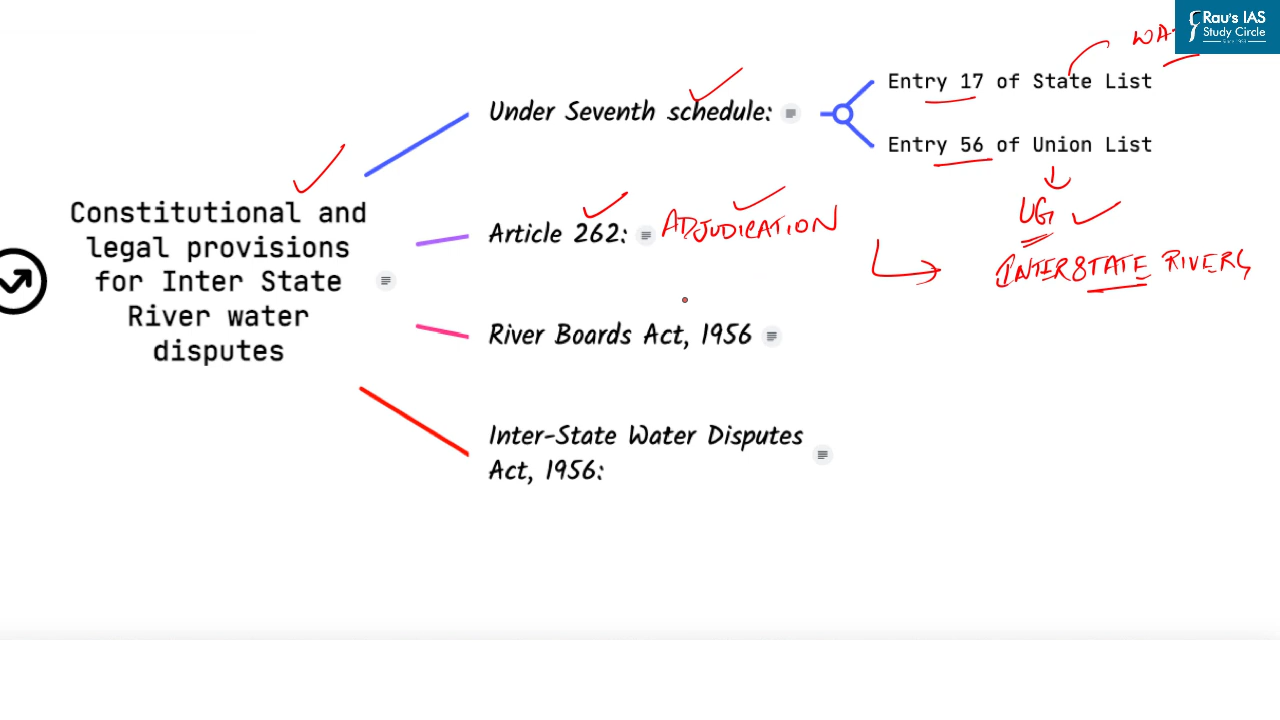 Rau's IAS
Study Circle
Entry 17 of State List
Under Seventh schedule:
Entry 56 of Union List
UG
Constitutional and
legal provisions
for Inter State
River water
disputes
Article 262: ADJUDICATION
INTERSTATE RIVERS
River Boards Act, 1956
Inter-State Water Disputes
Act, 1956: